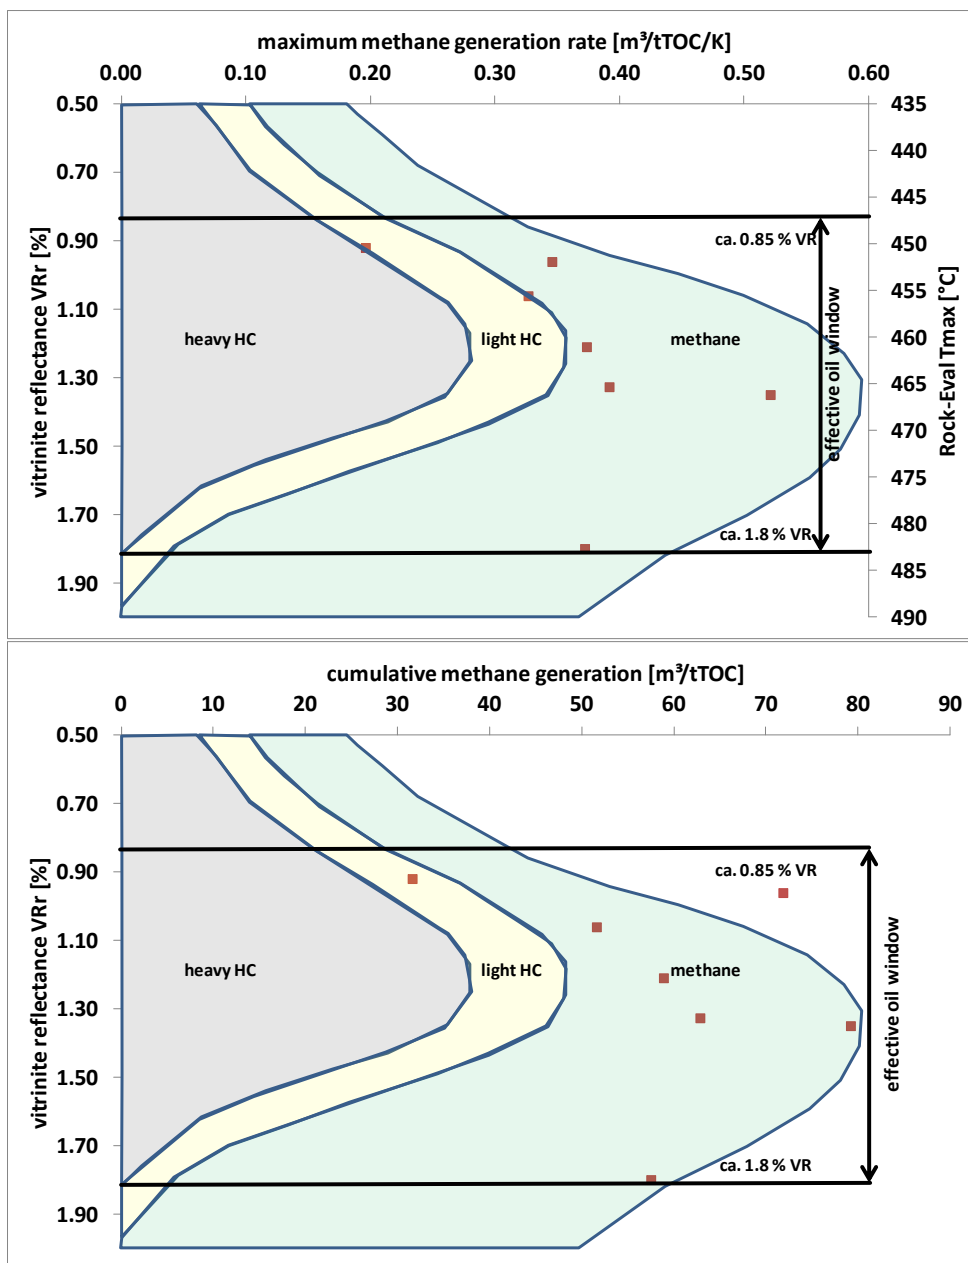 maximum methane generation rate [m³/tTOC/K]
0.00 0.10 0.20 0.30 0.40 0.50 0.60
0.50 435
440
0.70
445
ca. 0.85 % VR
0.90 450
1.10 455
heavy HC light HC methane 460
1.30
465
1.50 470
475
1.70
ca. 1.8 % VR 480
1.90 485
490
vitrinite reflectance VRr [%]
effective oil window
Rock-Eval Tmax [°C]
cumulative methane generation [m³/tTOC]
0 10 20 30 40 50 60 70 80 90
0.50
0.70
ca. 0.85 % VR
0.90
1.10
heavy HC light HC methane
1.30
1.50
1.70
ca. 1.8 % VR
1.90
vitrinite reflectance VRr [%]
effective oil window